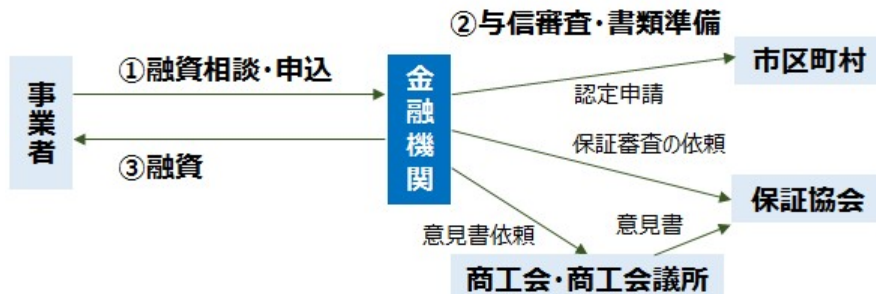 ②与信審査・書類準備
①融資相談・申込
事業者
金融機関
市区町村
認定申請
保証審査の依頼
③融資
保証協会
意見書依頼
意見書
商工会・商工会議所